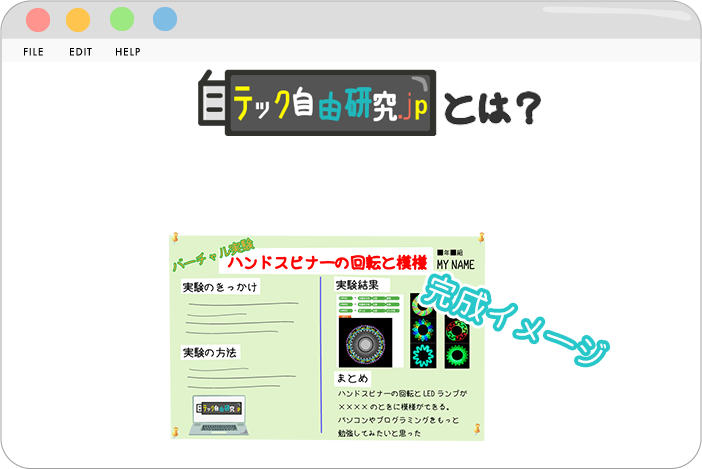 FILE EDIT HELP
テック自由研究.jpとは？
バーチャル実験
ハンドスピナーの回転と模様
■年■組
MY NAME
実験のきっかけ
実験の方法
テック自由研究.jp
実験結果
まとめ
ハンドスピナーの回転とLEDランプが
××××のときに模様ができる。
パソコンやプログラミングをもっと
勉強してみたいと思った
完成イメージ